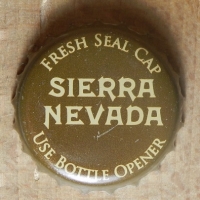 FRESH SEAL CAP
SIERRA
NEVADA
USE BOTTLE OPENER